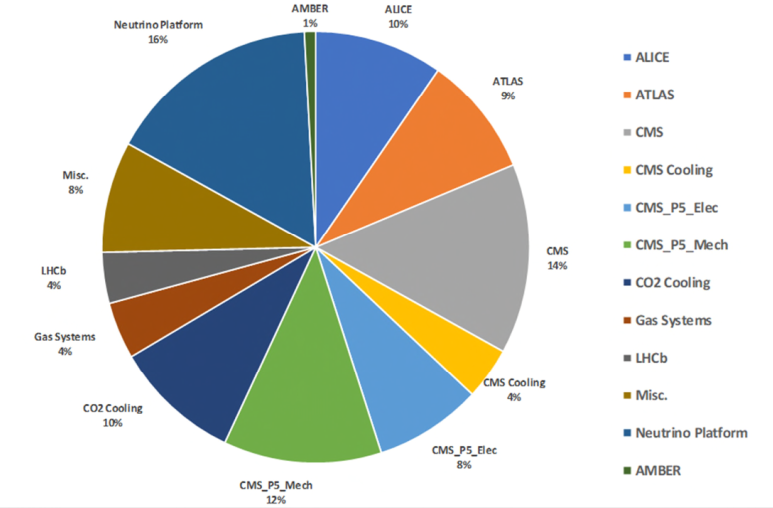 AMBER
1%
ALICE
10%
Neutrino Platform
16%
ATLAS
9%
Misc.
8%
CMS
14%
LHCb
4%
Gas Systems
4%
CMS Cooling
4%
CO2 Cooling
10%
CMS_P5_Elec
8%
CMS_P5_Mech
12%
ALICE
ATLAS
CMS
CMS Cooling
CMS_P5_Elec
CMS_P5_Mech
CO2 Cooling
Gas Systems
LHCb
Misc.
Neutrino Platform
AMBER